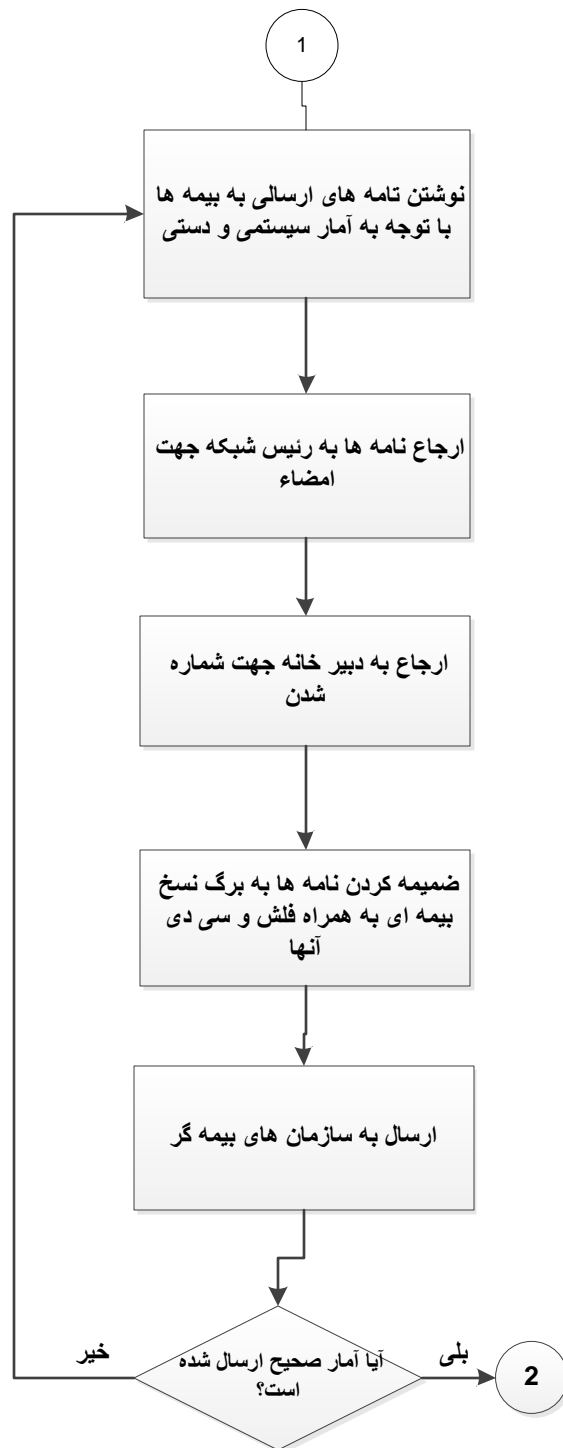 1
نوشتن تامه های ارسالی به بیمه ها
با توجه به آمار سیستمی و دستی
ارجاع نامه ها به رئیس شبکه جهت
امضاء
ارجاع به دبیر خانه جهت شماره
شدن
ضمیمه کردن نامه ها به برگ نسخ
بیمه ای به همراه فلش و سی دی
آنها
ارسال به سازمان های بیمه گر
آیا آمار صحیح ارسال شده
است؟
بلی
خیر
2